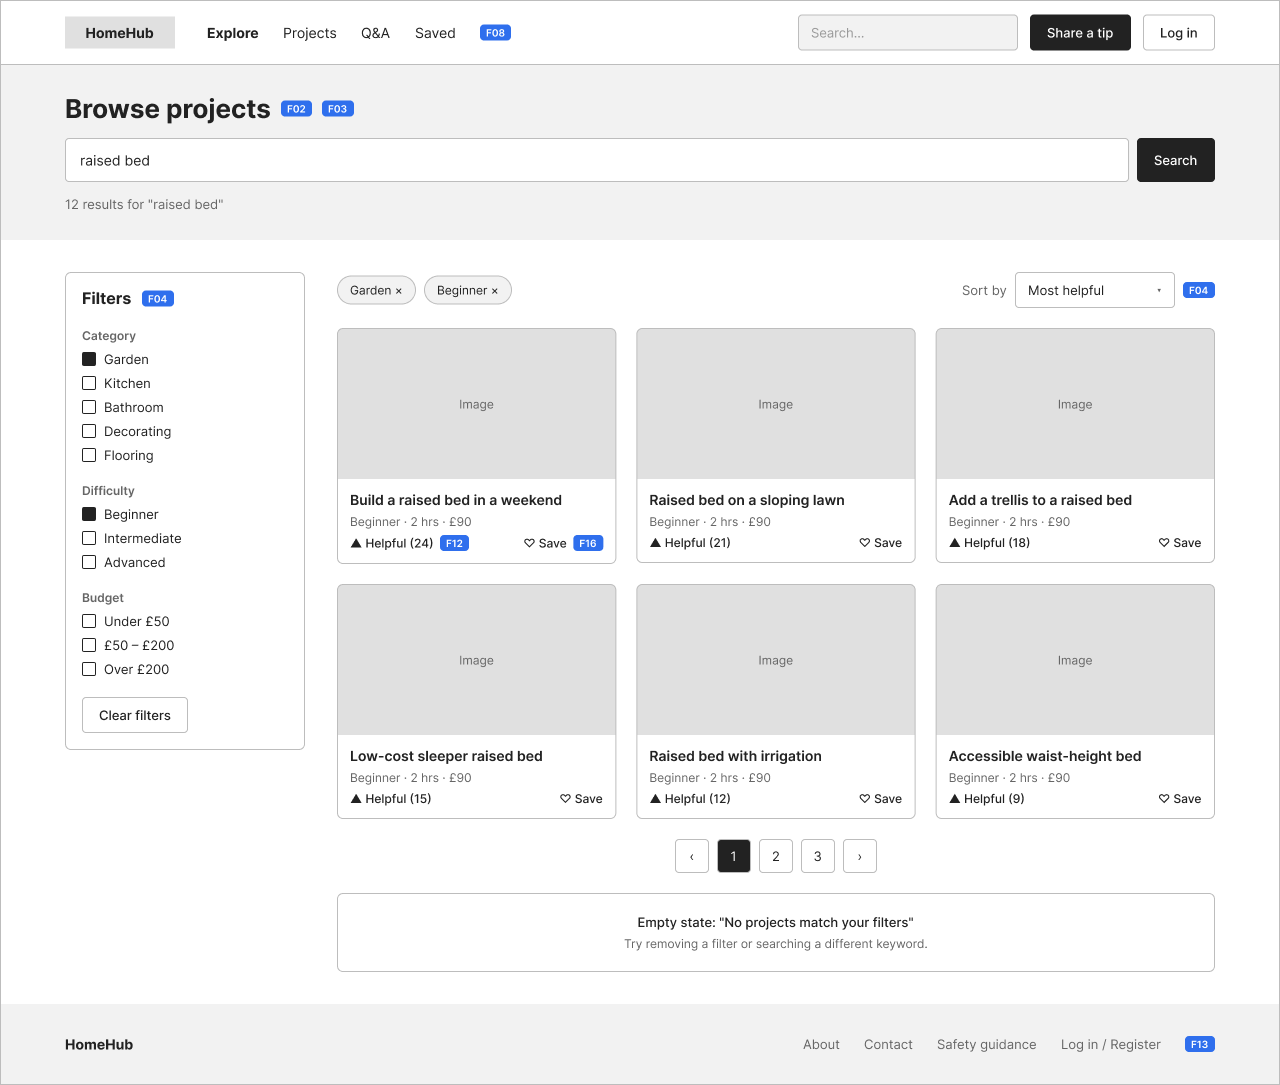 HomeHub Explore Projects Q&A Saved F08 Search... Share a tip Log in
Browse projects F02 F03
raised bed Search
12 results for "raised bed"
Filters F04
Category
Garden
Kitchen
Bathroom
Decorating
Flooring
Difficulty
Beginner
Intermediate
Advanced
Budget
Under £50
£50 – £200
Over £200
Clear filters
Garden × Beginner × Sort by Most helpful F04
Image Image Image
Build a raised bed in a weekend Raised bed on a sloping lawn Add a trellis to a raised bed
Beginner · 2 hrs · £90 Beginner · 2 hrs · £90 Beginner · 2 hrs · £90
▲ Helpful (24) F12 ♡ Save F16 ▲ Helpful (21) ♡ Save ▲ Helpful (18) ♡ Save
Image Image Image
Low-cost sleeper raised bed Raised bed with irrigation Accessible waist-height bed
Beginner · 2 hrs · £90 Beginner · 2 hrs · £90 Beginner · 2 hrs · £90
▲ Helpful (15) ♡ Save ▲ Helpful (12) ♡ Save ▲ Helpful (9) ♡ Save
‹ 1 2 3 ›
Empty state: "No projects match your filters"
Try removing a filter or searching a different keyword.
HomeHub About Contact Safety guidance Log in / Register F13